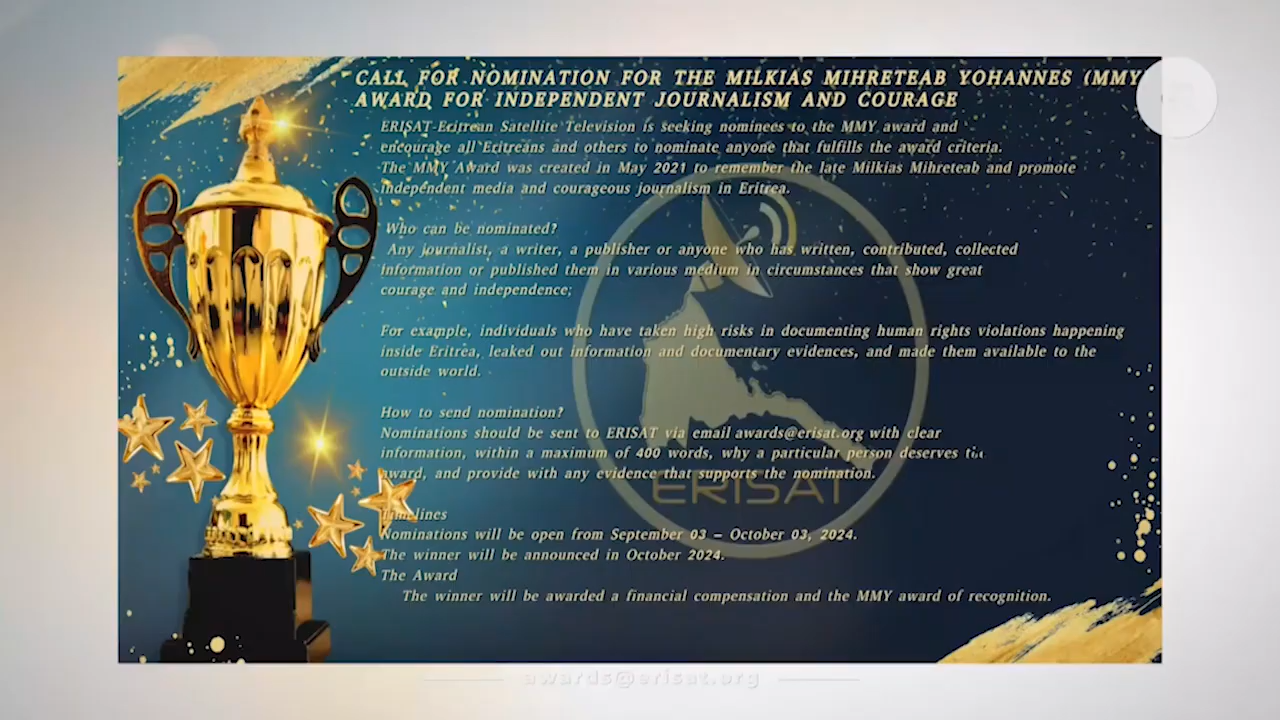 CALL FOR NOMINATION FOR THE MILKIAS MIHRETEAB YOHANNES (MMY
AWARD FOR INDEPENDENT JOURNALISM AND COURAGE
ERISAT-Eritrean Satellite Television is seeking nominees to the MMY award and
encourage all Eritreans and others to nominate anyone that fulfills the award criteria.
The MMY Award was created in May 2021 to remember the late Milkias Mihreteab and promote
independent media and courageous journalism in Eritrea.
Who can be nominated?
Any journalist, a writer, a publisher or anyone who has written, contributed, collected
information or published them in various medium in circumstances that show great
courage and independence;
For example, individuals who have taken high risks in documenting human rights violations happening
inside Eritrea, leaked out information and documentary evidences, and made them available to the
outside world.
How to send nomination?
Nominations should be sent to ERISAT via email awards@erisat.org with clear
information, within a maximum of 400 words, why a particular person deserves
award, and provide with any evidence that supports the nomination.
ERISAT
Timelines
Nominations will be open from September 03 – October 03, 2024.
The winner will be announced in October 2024.
The Award
The winner will be awarded a financial compensation and the MMY award of recognition.
awards@erisat.org